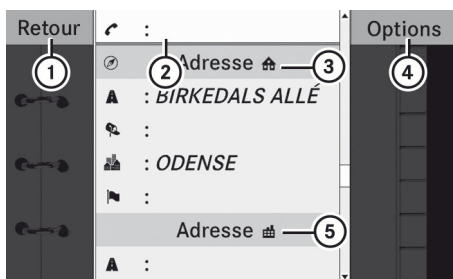 Retour
:
Options
1
2
Adresse
3
4
: BIRKEDALS ALLÉ
:
: ODENSE
:
Adresse
5
: